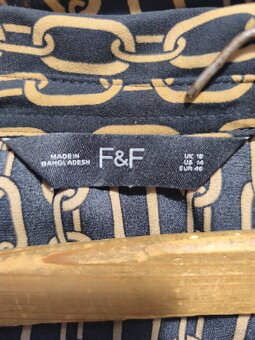 MADE IN
BANGLADESH
F&F
UK 18
US 14
EUR 46